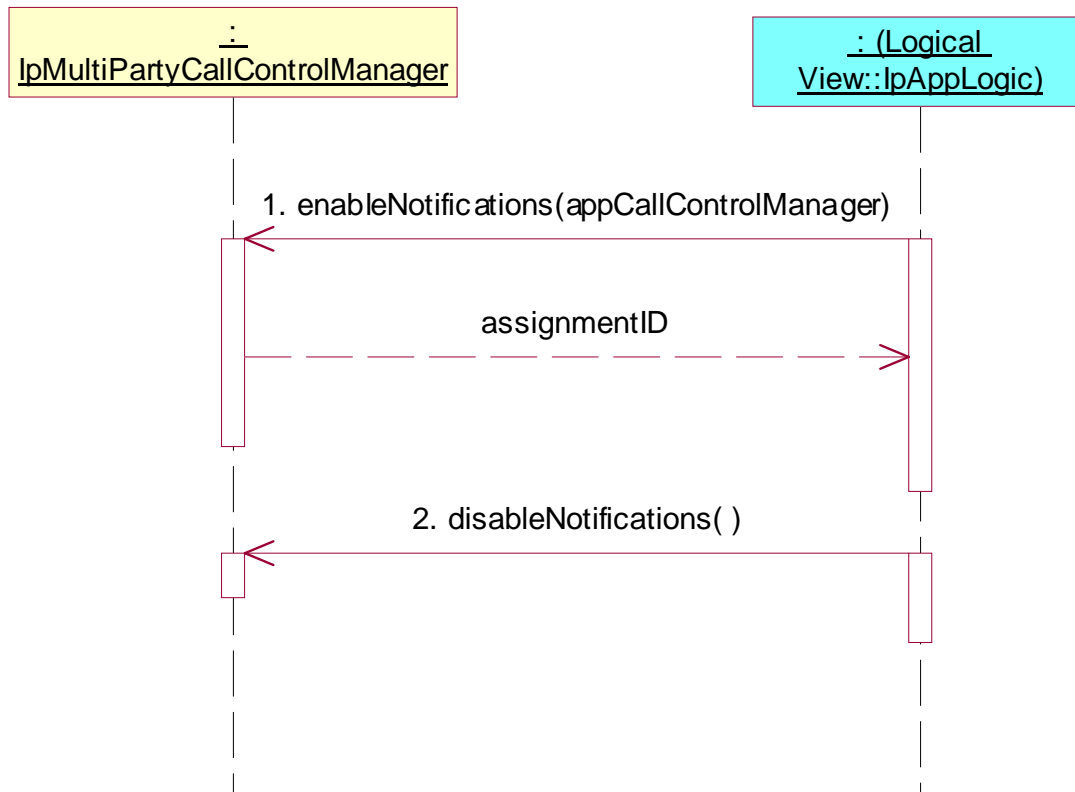 :
IpMultiPartyCallControlManager
: (Logical
View::IpAppLogic)
1. enableNotifications(appCallControlManager)
assignmentID
2. disableNotifications( )